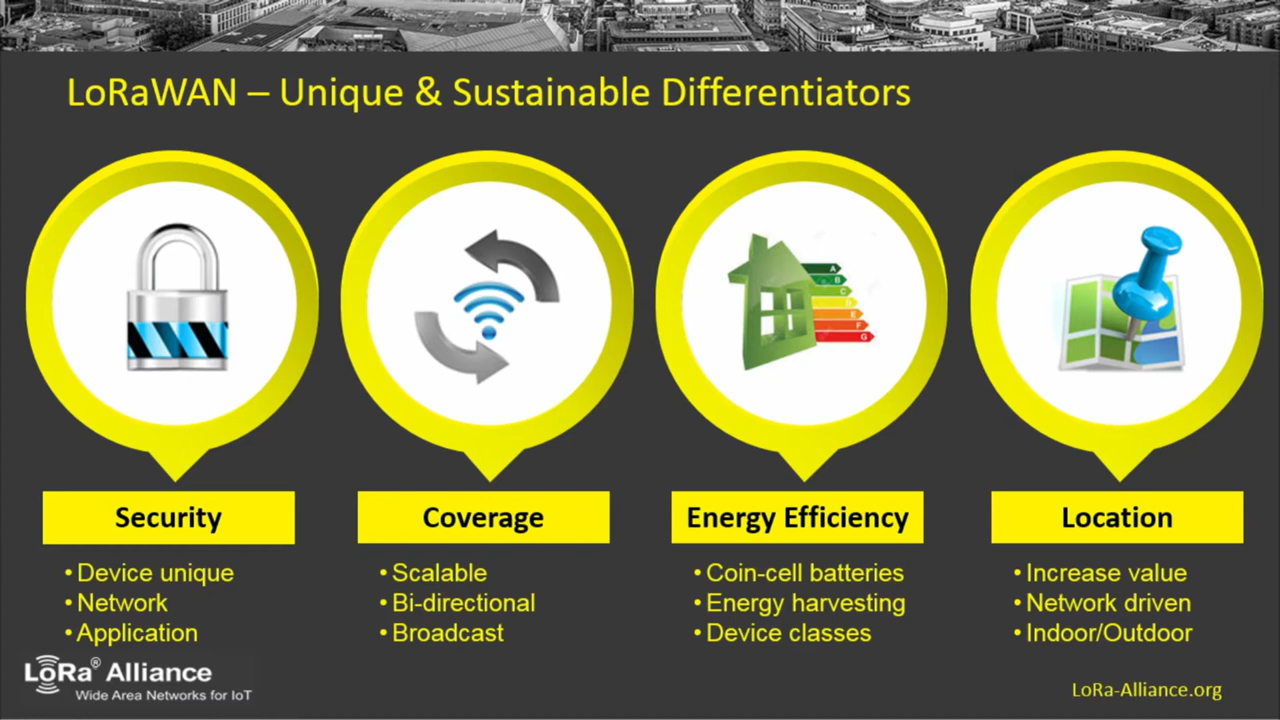 LoRaWAN – Unique & Sustainable Differentiators
A
B
C
D
E
F
G
Security
• Device unique
• Network
• Application
Coverage
• Scalable
• Bi-directional
• Broadcast
Energy Efficiency
• Coin-cell batteries
• Energy harvesting
• Device classes
Location
• Increase value
• Network driven
• Indoor/Outdoor
LoRa® Alliance
Wide Area Networks for IoT
LoRa-Alliance.org